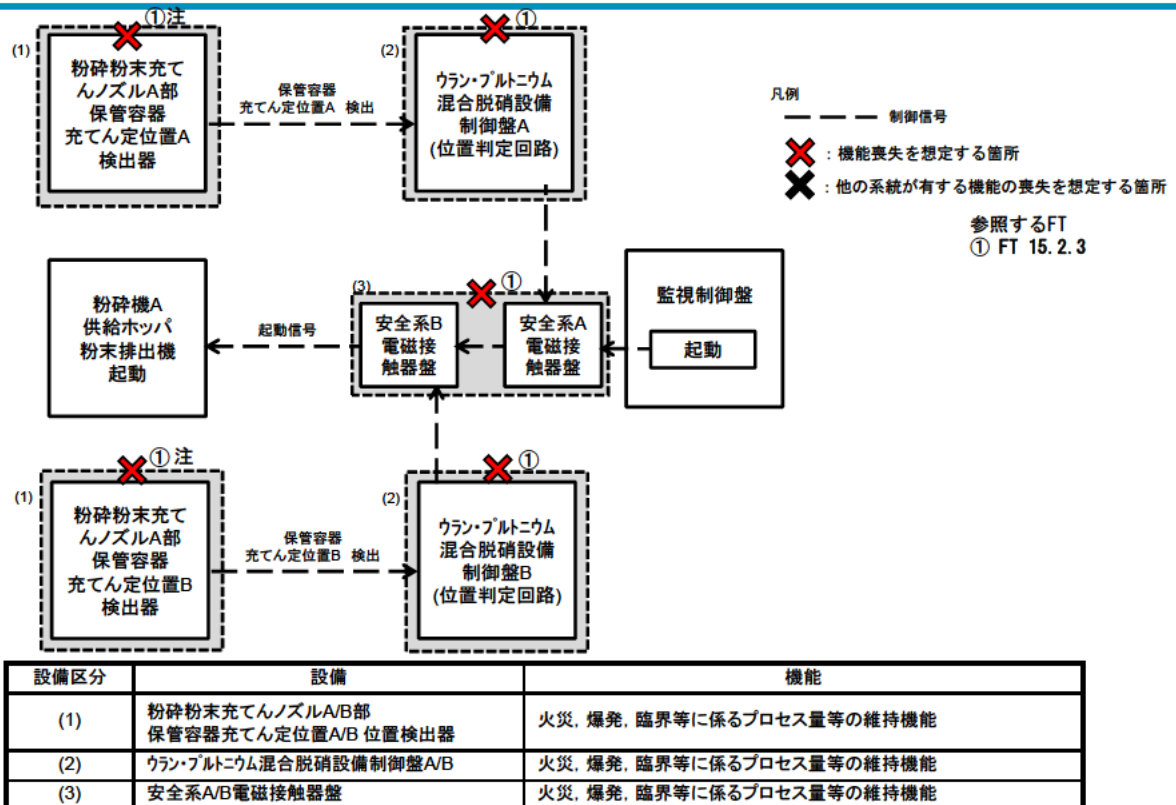 ①注
(1)
粉砕粉末充て
んノズルA部
保管容器
充てん定位置A
検出器
保管容器
充てん定位置A 検出
①
(2)
ウラン・プルトニウム
混合脱硝設備
制御盤A
(位置判定回路)
凡例
制御信号
：機能喪失を想定する箇所
：他の系統が有する機能の喪失を想定する箇所
参照するFT
① FT 15.2.3
粉砕機A
供給ホッパ
粉末排出機
起動
起動信号
(3)
①
安全系B
電磁接
触器盤
安全系A
電磁接
触器盤
監視制御盤
起動
①注
(1)
粉砕粉末充て
んノズルA部
保管容器
充てん定位置B
検出器
保管容器
充てん定位置B 検出
①
(2)
ウラン・プルトニウム
混合脱硝設備
制御盤B
(位置判定回路)
設備区分 設備 機能
(1) 粉砕粉末充てんノズルA/B部
保管容器充てん定位置A/B 位置検出器 火災, 爆発, 臨界等に係るプロセス量等の維持機能
(2) ウラン・プルトニウム混合脱硝設備制御盤A/B 火災, 爆発, 臨界等に係るプロセス量等の維持機能
(3) 安全系A/B電磁接触器盤 火災, 爆発, 臨界等に係るプロセス量等の維持機能